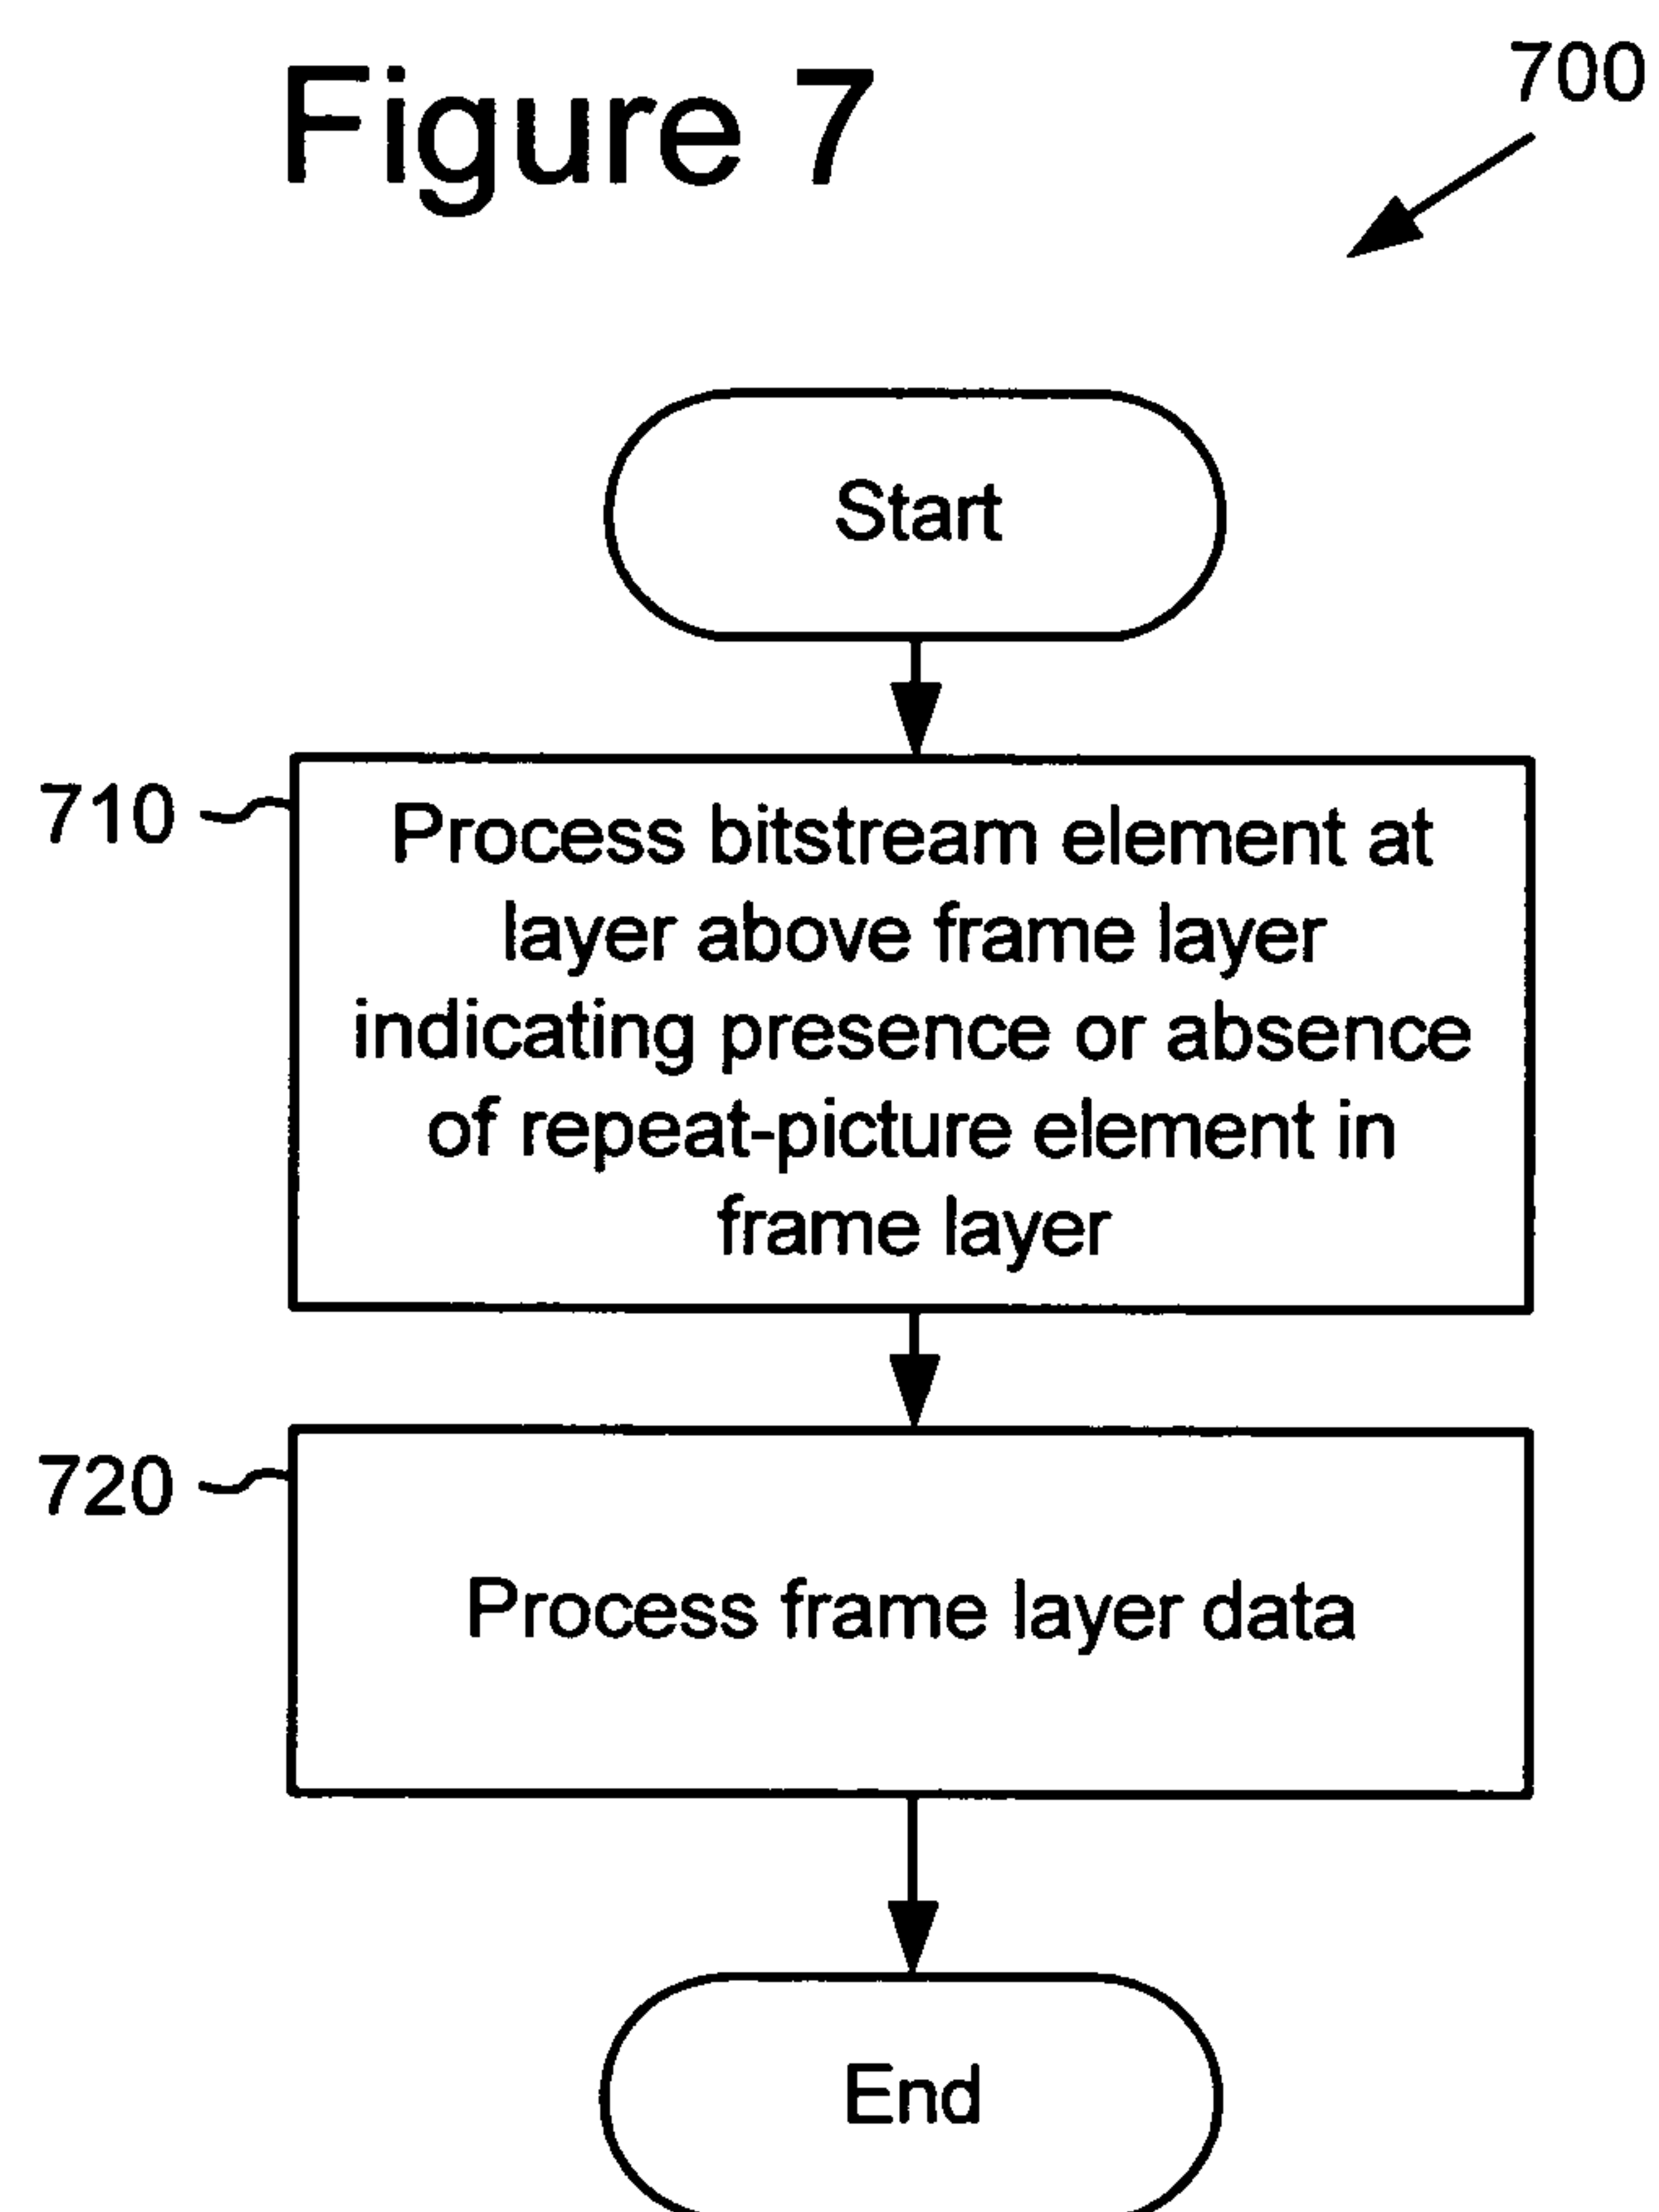 Figure 7
700
Start
710
Process bitstream element at
layer above frame layer
indicating presence or absence
of repeat-picture element in
frame layer
720
Process frame layer data
End